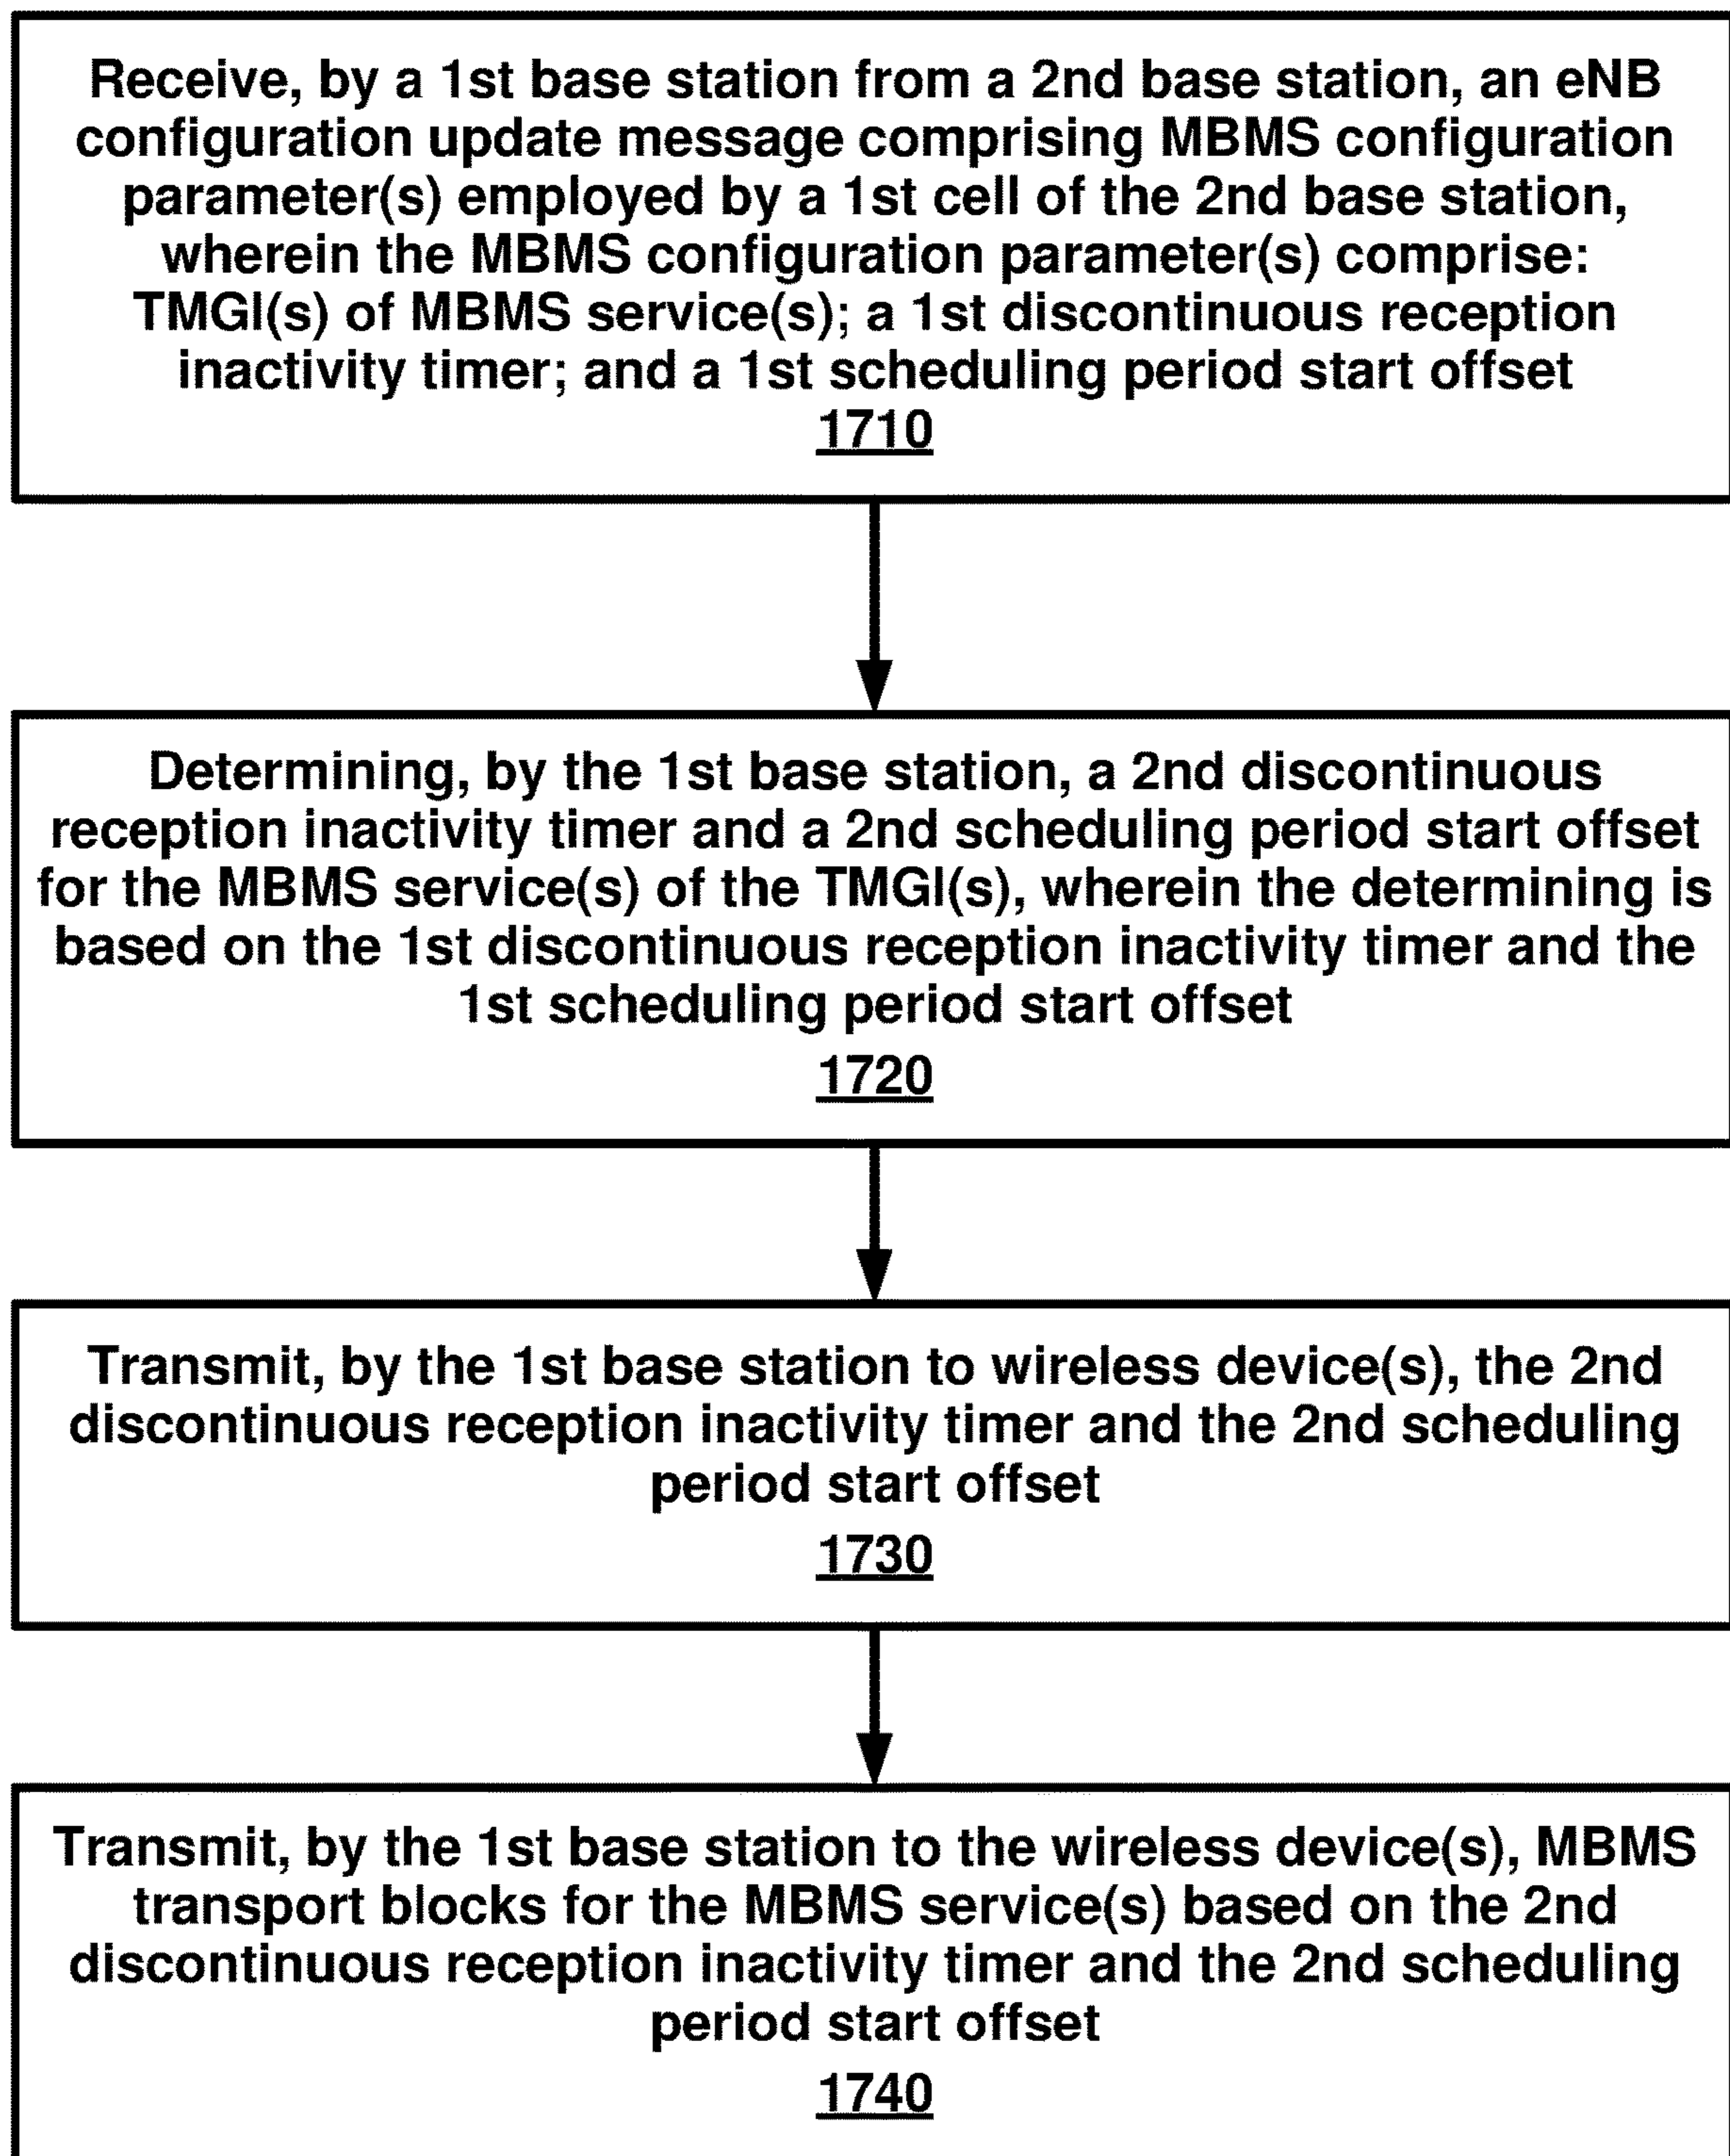 Receive, by a 1st base station from a 2nd base station, an eNB
configuration update message comprising MBMS configuration
parameter(s) employed by a 1st cell of the 2nd base station,
wherein the MBMS configuration parameter(s) comprise:
TMGI(s) of MBMS service(s); a 1st discontinuous reception
inactivity timer; and a 1st scheduling period start offset
1710
Determining, by the 1st base station, a 2nd discontinuous
reception inactivity timer and a 2nd scheduling period start offset
for the MBMS service(s) of the TMGI(s), wherein the determining is
based on the 1st discontinuous reception inactivity timer and the
1st scheduling period start offset
1720
Transmit, by the 1st base station to wireless device(s), the 2nd
discontinuous reception inactivity timer and the 2nd scheduling
period start offset
1730
Transmit, by the 1st base station to the wireless device(s), MBMS
transport blocks for the MBMS service(s) based on the 2nd
discontinuous reception inactivity timer and the 2nd scheduling
period start offset
1740